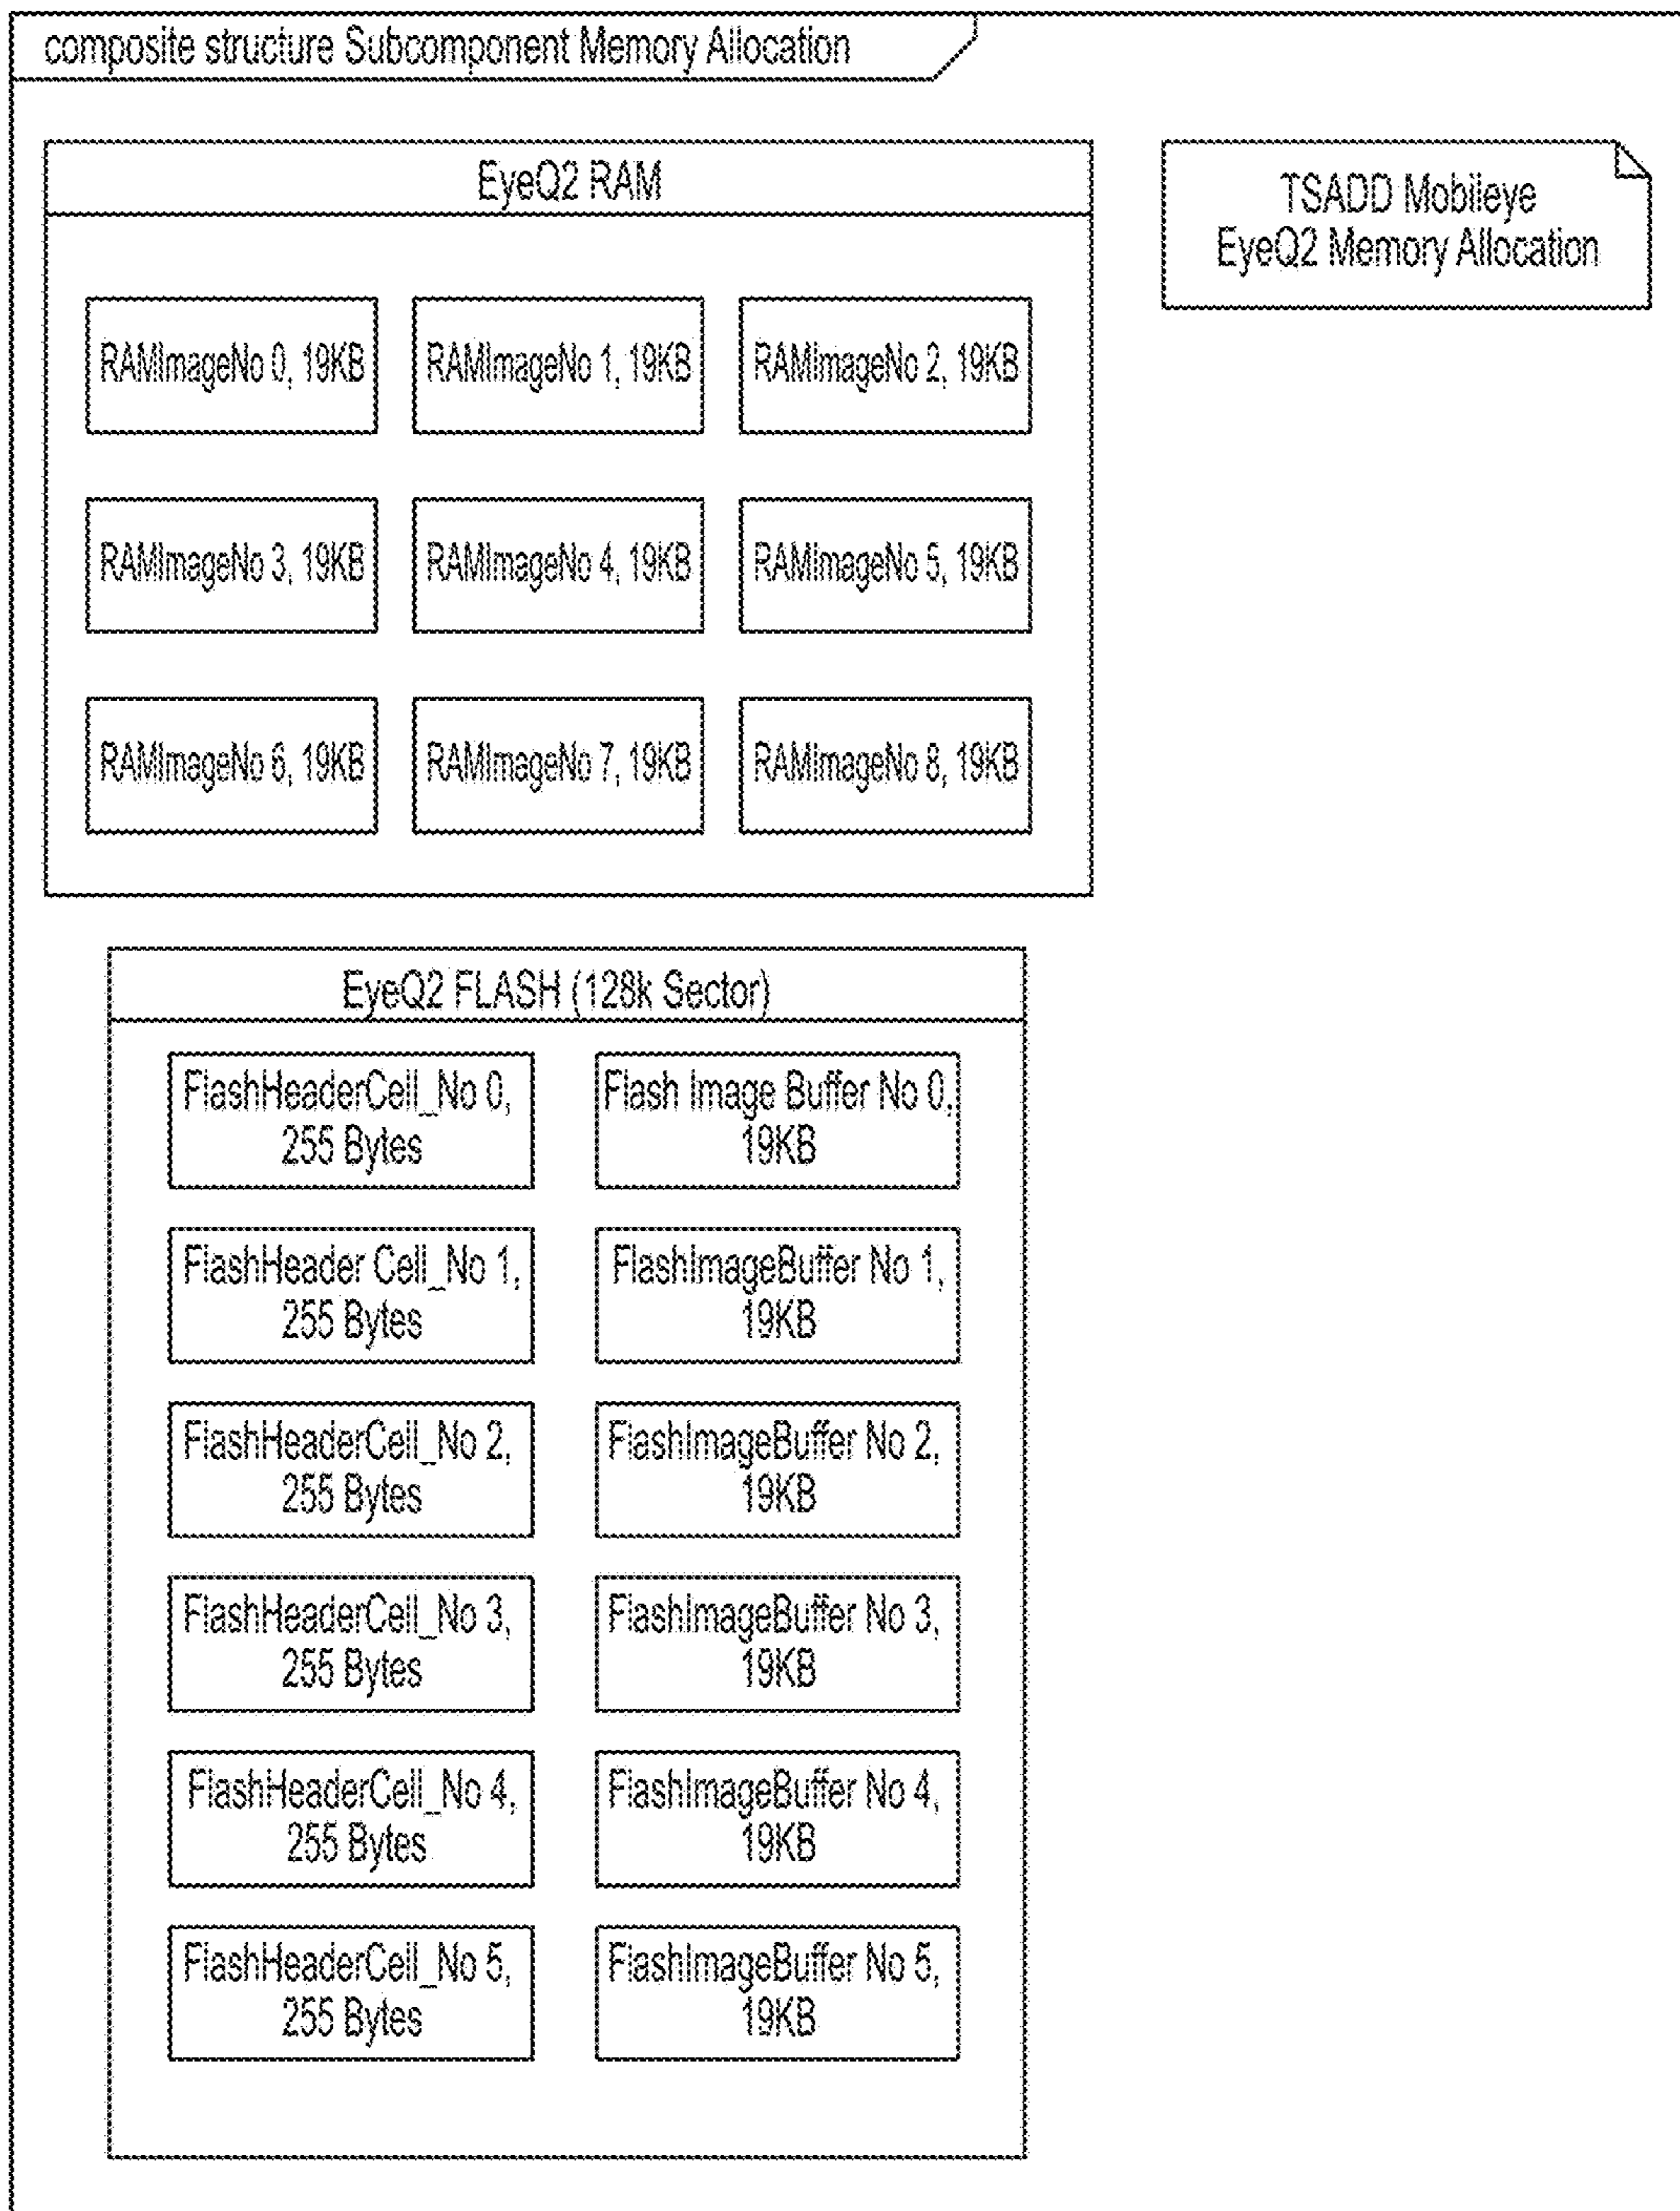 composite structure Subcomponent Memory Allocation
EyeQ2 RAM
TSADD Mobileye
EyeQ2 Memory Allocation
RAMImageNo 0, 19KB
RAMImageNo 1, 19KB
RAMImageNo 2, 19KB
RAMImageNo 3, 19KB
RAMImageNo 4, 19KB
RAMImageNo 5, 19KB
RAMImageNo 6, 19KB
RAMImageNo 7, 19KB
RAMImageNo 8, 19KB
EyeQ2 FLASH (128k Sector)
FlashHeaderCell_No 0,
255 Bytes
Flash Image Buffer No 0,
19KB
FlashHeader Cell_No 1,
255 Bytes
FlashImageBuffer No 1,
19KB
FlashHeaderCell_No 2,
255 Bytes
FlashImageBuffer No 2,
19KB
FlashHeaderCell_No 3,
255 Bytes
FlashImageBuffer No 3,
19KB
FlashHeaderCell_No 4,
255 Bytes
FlashImageBuffer No 4,
19KB
FlashHeaderCell_No 5,
255 Bytes
FlashImageBuffer No 5,
19KB